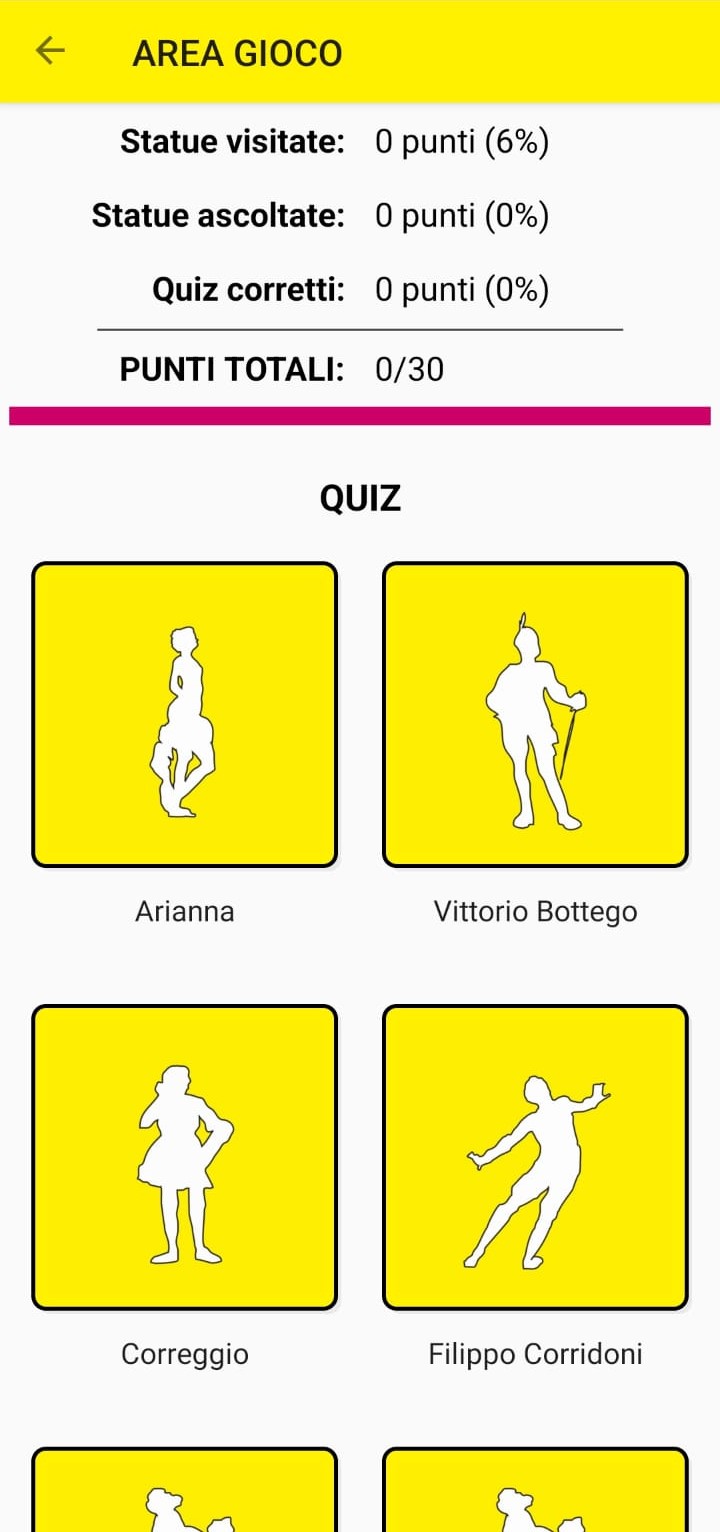 AREA GIOCO
Statue visitate: 0 punti (6%)
Statue ascoltate: 0 punti (0%)
Quiz corretti: 0 punti (0%)
PUNTI TOTALI: 0/30
QUIZ
Arianna Vittorio Bottego
Correggio Filippo Corridoni